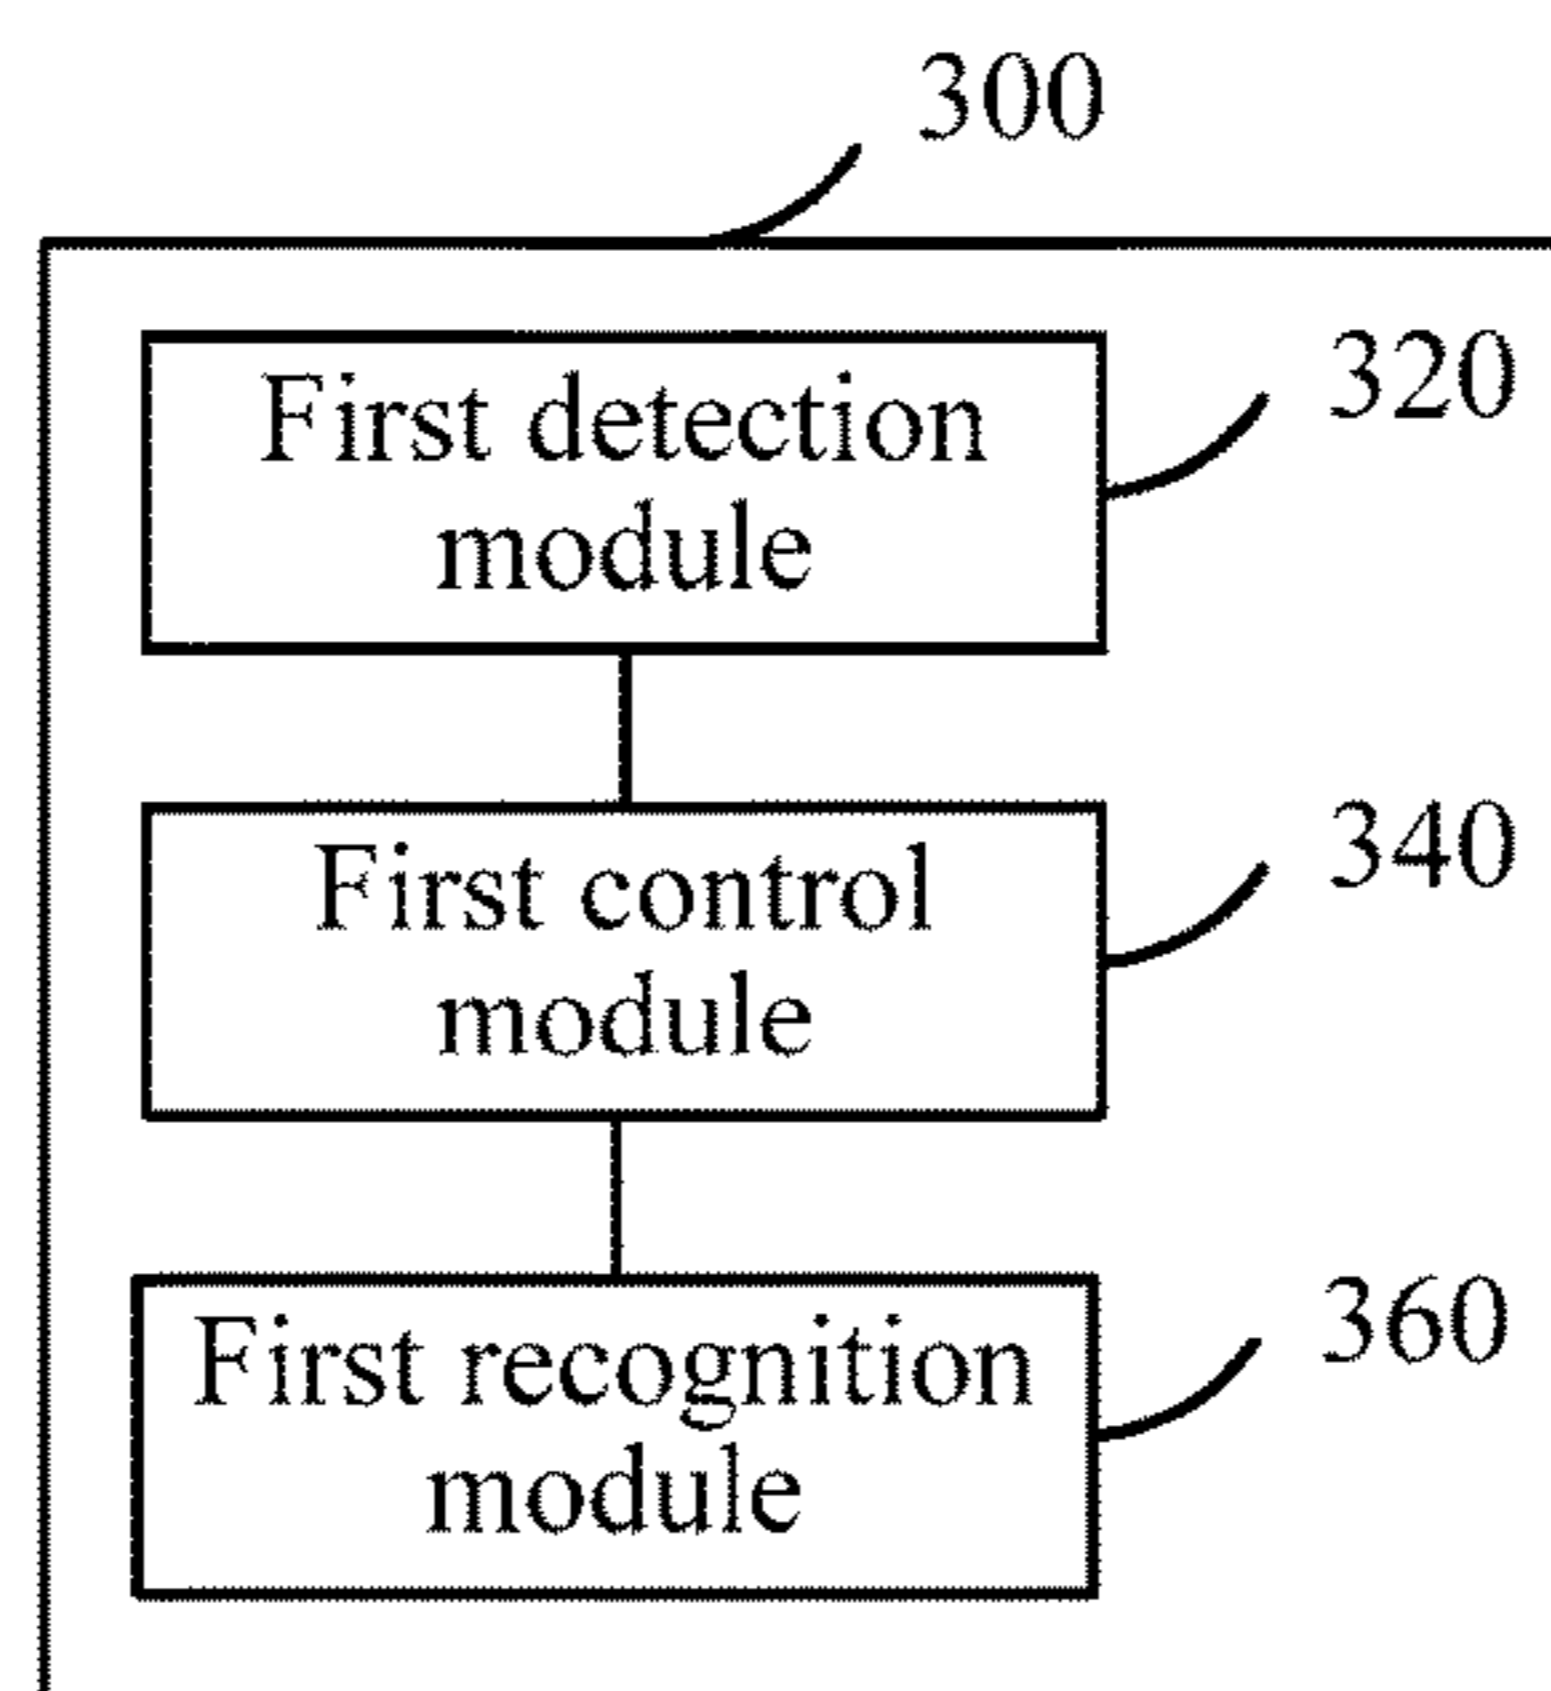 300
First detection
module
320
First control
module
340
First recognition
module
360